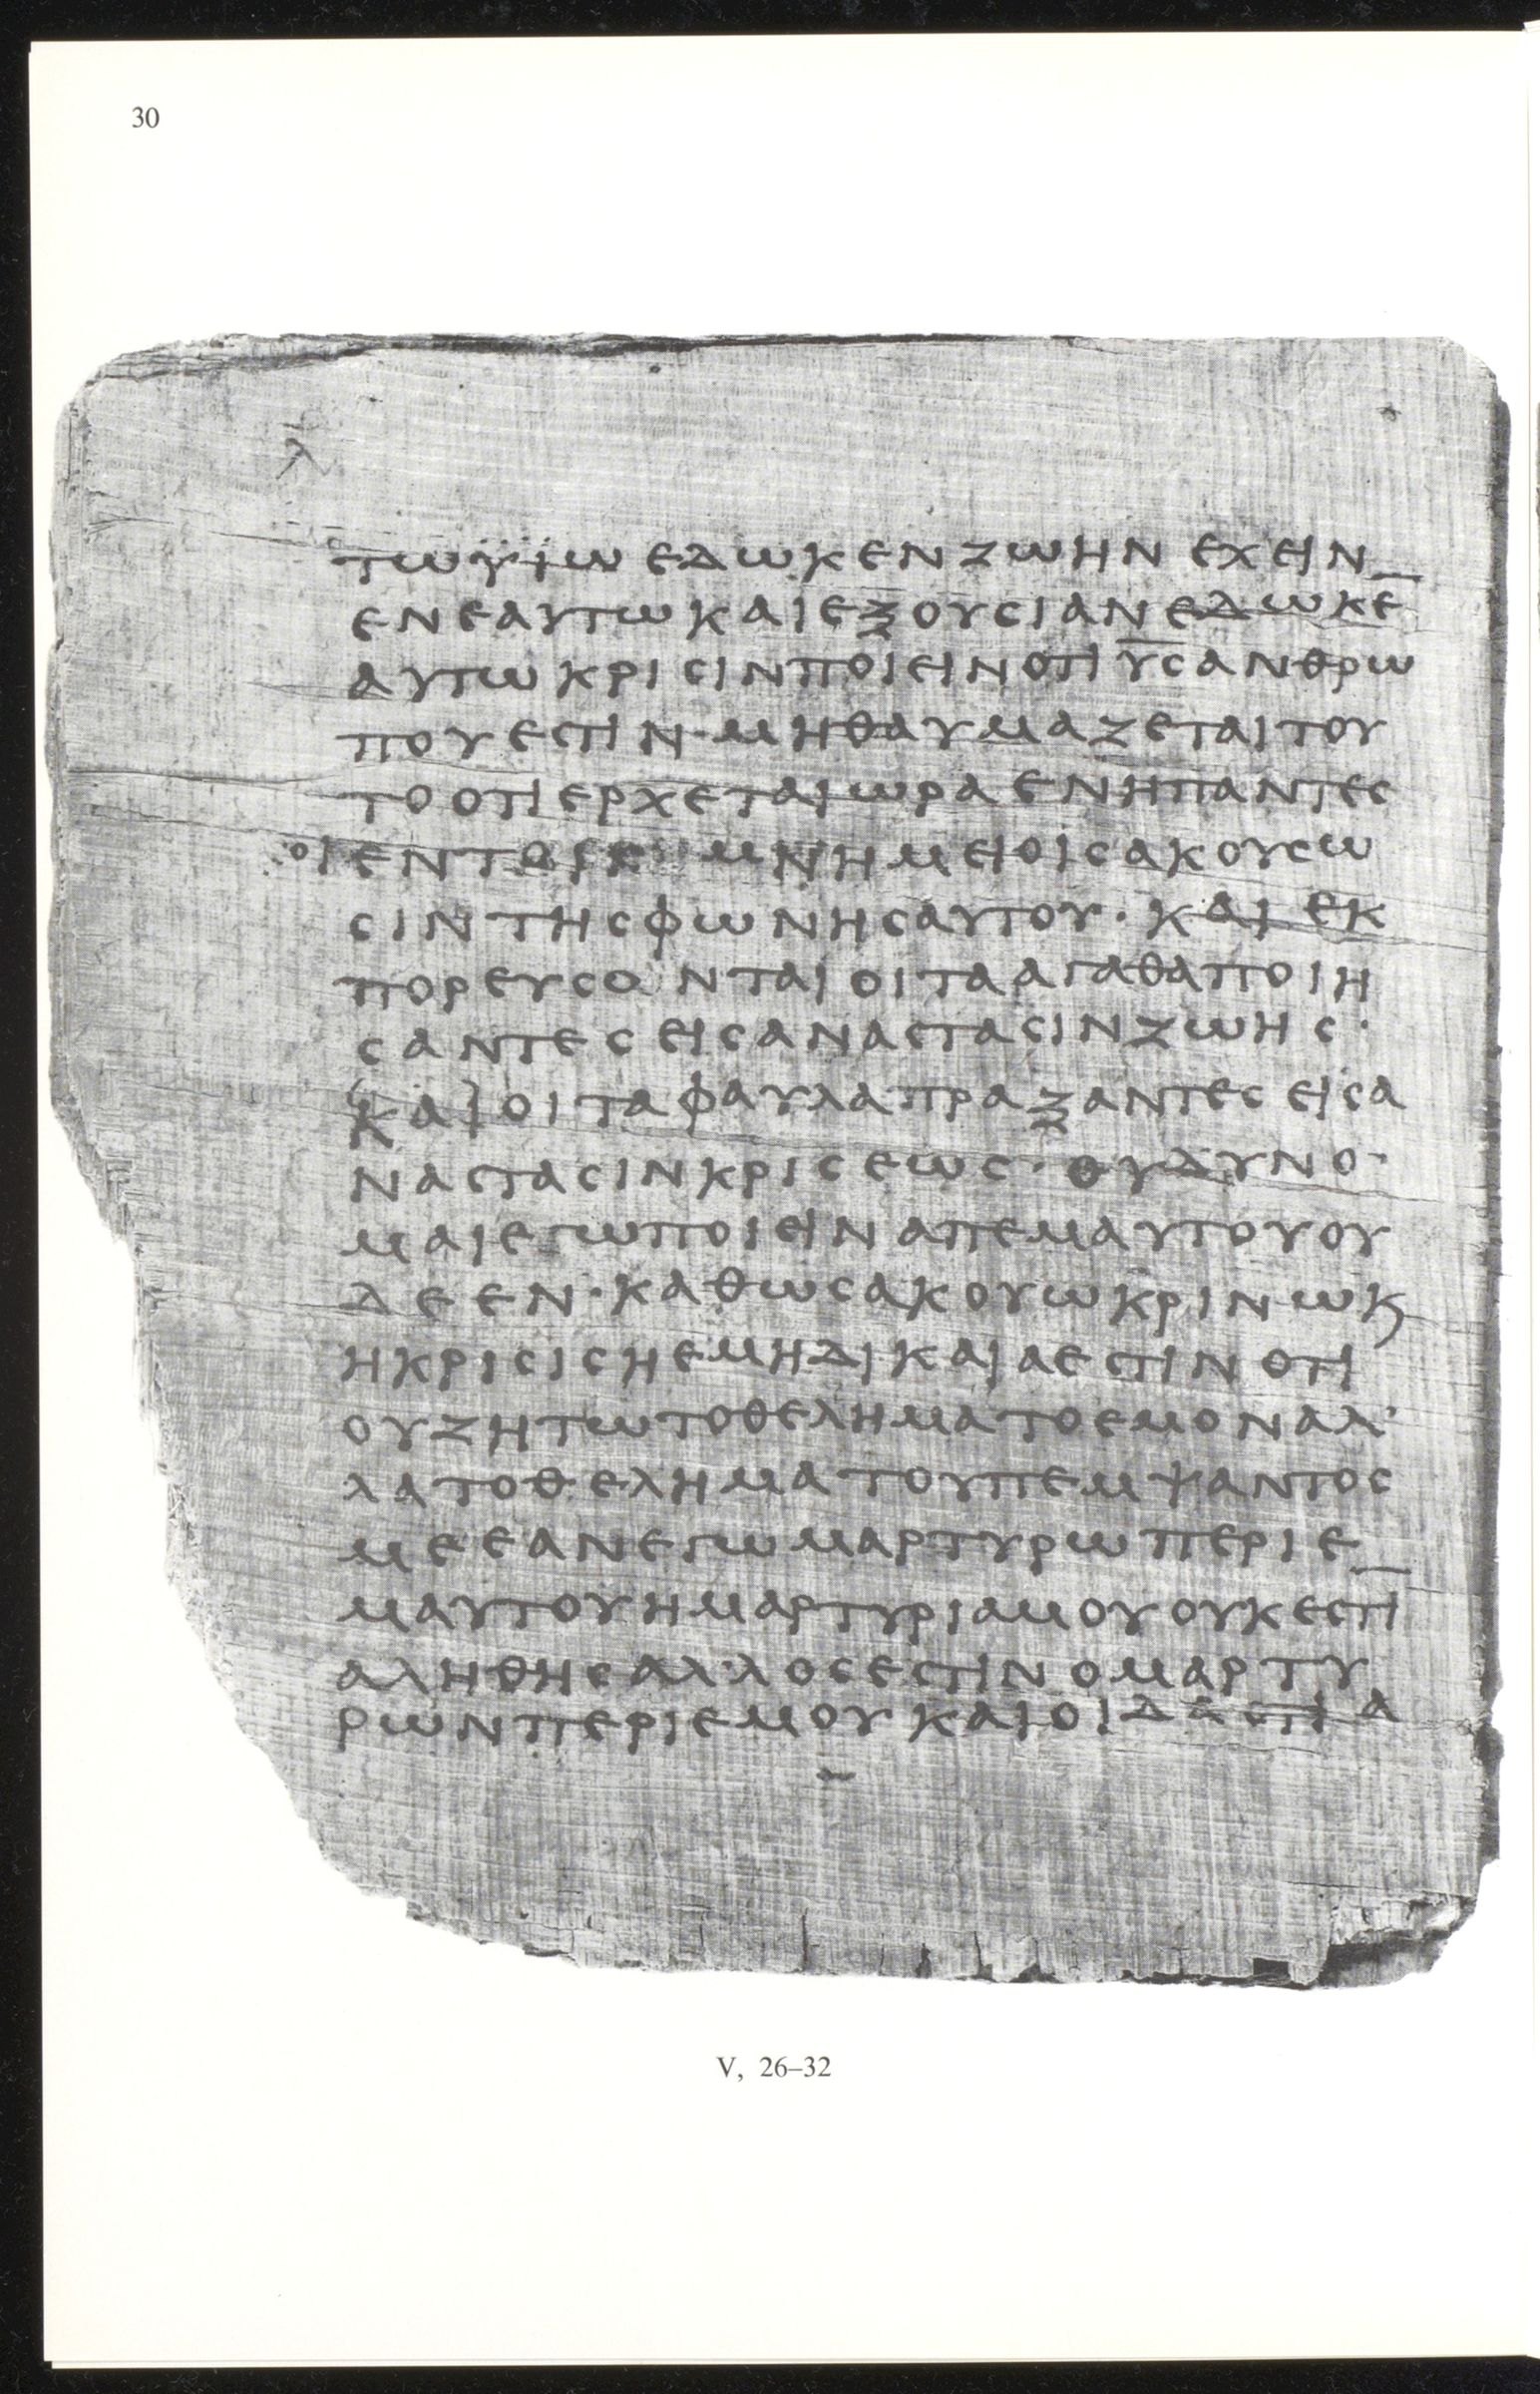 30
λ
τω ϋϊω εδωκεν ζωην εχειν
εν εαυτω και εξουσιαν εδωκε̅
αυτω κρισιν ποιειν οτι υ̅ς̅ ανθρω
που εστιν· μη θαυμαζεται του
το οτι ερχεται ωρα εν η παντες
οι εν τοις μνημειοις ακουσω
σιν της φωνης αυτου· και εκ
πορευσονται οι τα αγαθα ποιη
σαντες εις αναστασιν ζωης·
και οι τα φαυλα πραξαντες εις α
ναστασιν κρισεως· ου δυνο·
μαι εγω ποιειν απ εμαυτου ου
δε εν· καθως ακουω κρινω κ̣
η κρισις η εμη δικαια εστιν οτι
ου ζητω το θελημα το εμον αλ᾽
λα το θελημα του πεμψαντος
με εαν εγω μαρτυρω περι ε
μαυτου η μαρτυρια μου ουκ εστι̅
αληθης αλλος εστιν ο μαρτυ
ρων περι εμου και οιδα οτι α
V, 26–32